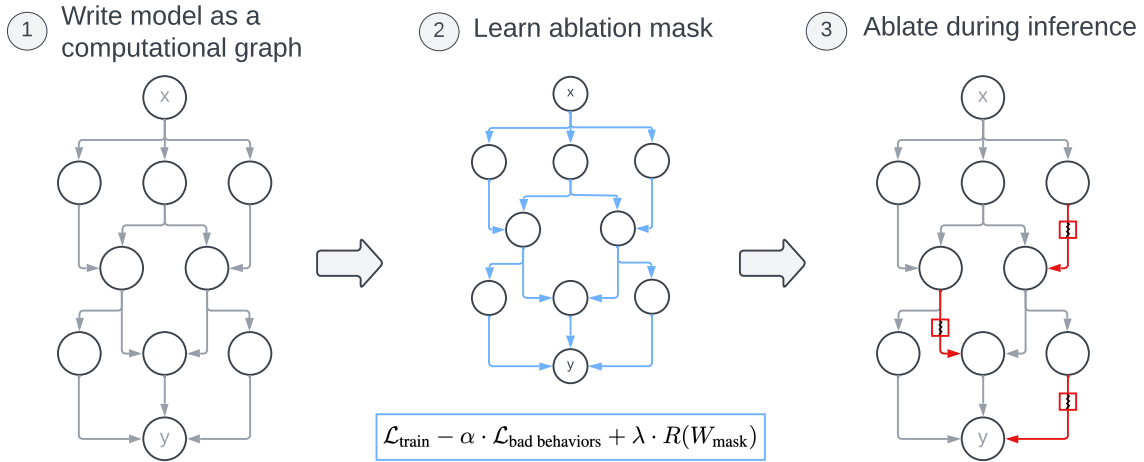 1 Write model as a
computational graph
x
y
2 Learn ablation mask
x
y
ℒtrain − α · ℒbad behaviors + λ · R(Wmask)
3 Ablate during inference
x
y